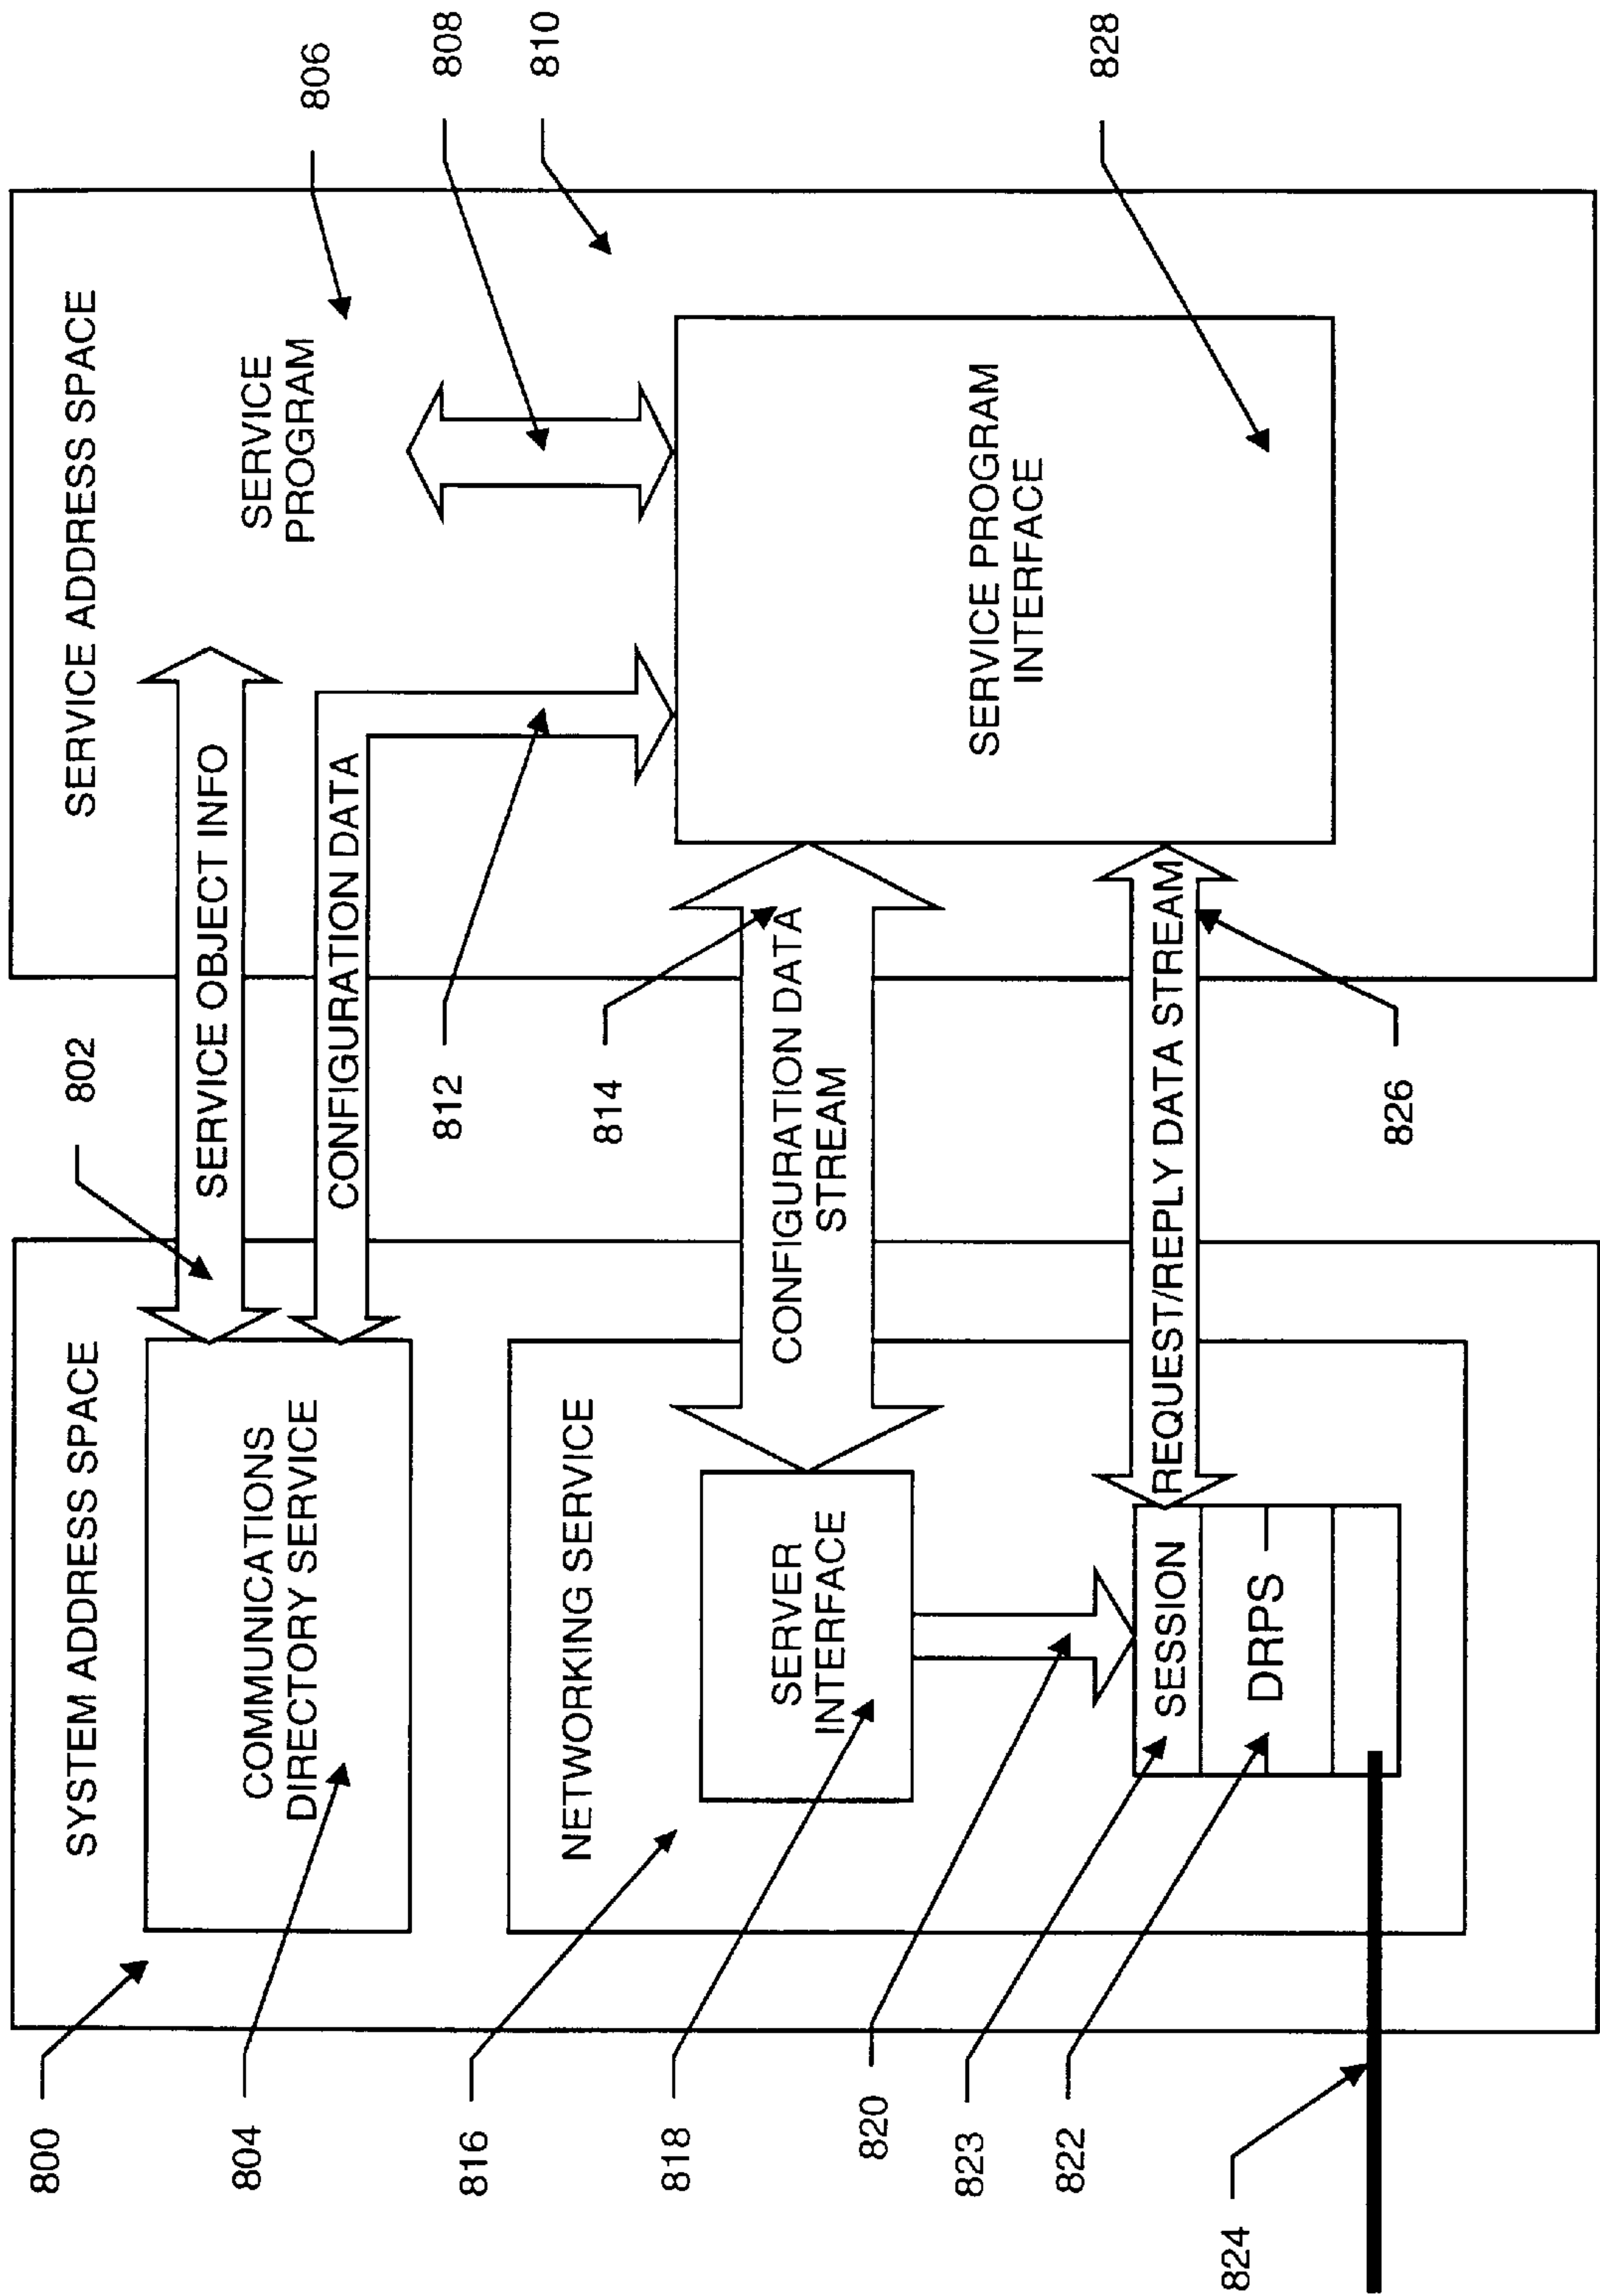 SYSTEM ADDRESS SPACE
COMMUNICATIONS
DIRECTORY SERVICE
NETWORKING SERVICE
SERVER
INTERFACE
SESSION
DRPS
SERVICE OBJECT INFO
CONFIGURATION DATA
CONFIGURATION DATA
STREAM
REQUEST/REPLY DATA STREAM
SERVICE ADDRESS SPACE
SERVICE
PROGRAM
SERVICE PROGRAM
INTERFACE
800
804
816
818
820
823
822
824
802
812
814
826
806
808
810
828